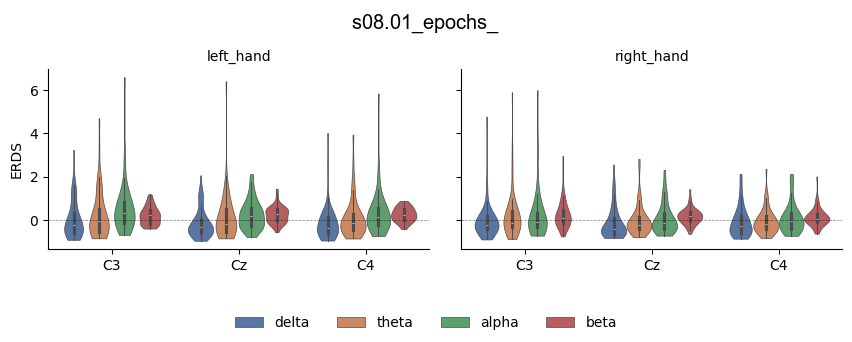 s08.01_epochs_
left_hand
right_hand
ERDS
6
4
2
0
C3 Cz C4
C3 Cz C4
delta theta alpha beta